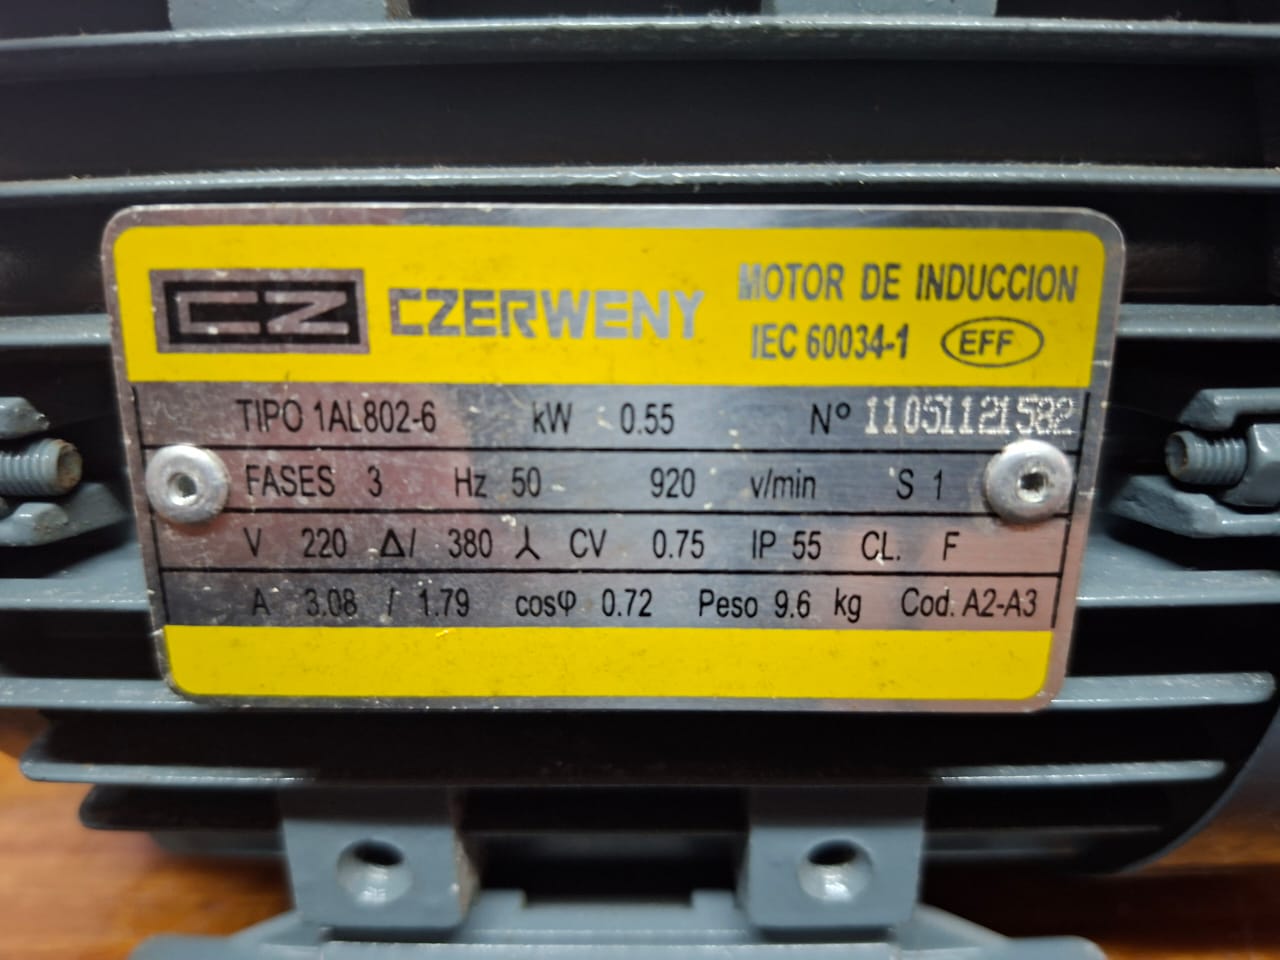 CZ CZERWENY MOTOR DE INDUCCION
IEC 60034-1 EFF
TIPO 1AL802-6 kW 0.55 Nº 11051121582
FASES 3 Hz 50 920 v/min S 1
V 220 Δ/ 380 ⅄ CV 0.75 IP 55 CL. F
A 3.08 / 1.79 cosφ 0.72 Peso 9.6 kg Cod. A2-A3